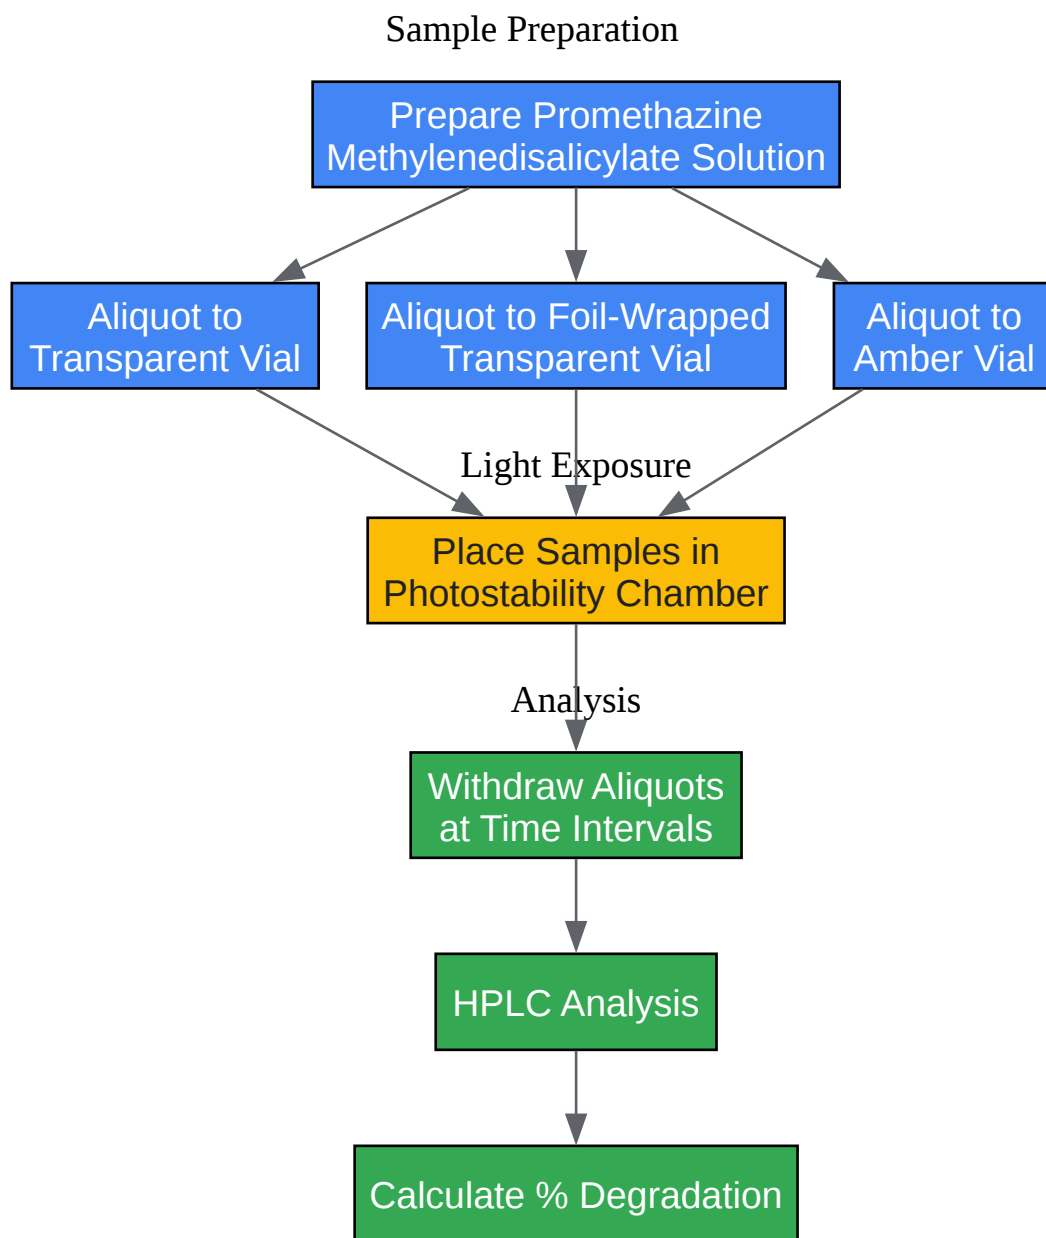 Sample Preparation
Prepare Promethazine
Methylenedisalicylate Solution
Aliquot to
Transparent Vial
Aliquot to Foil-Wrapped
Transparent Vial
Aliquot to
Amber Vial
Light Exposure
Place Samples in
Photostability Chamber
Analysis
Withdraw Aliquots
at Time Intervals
HPLC Analysis
Calculate % Degradation